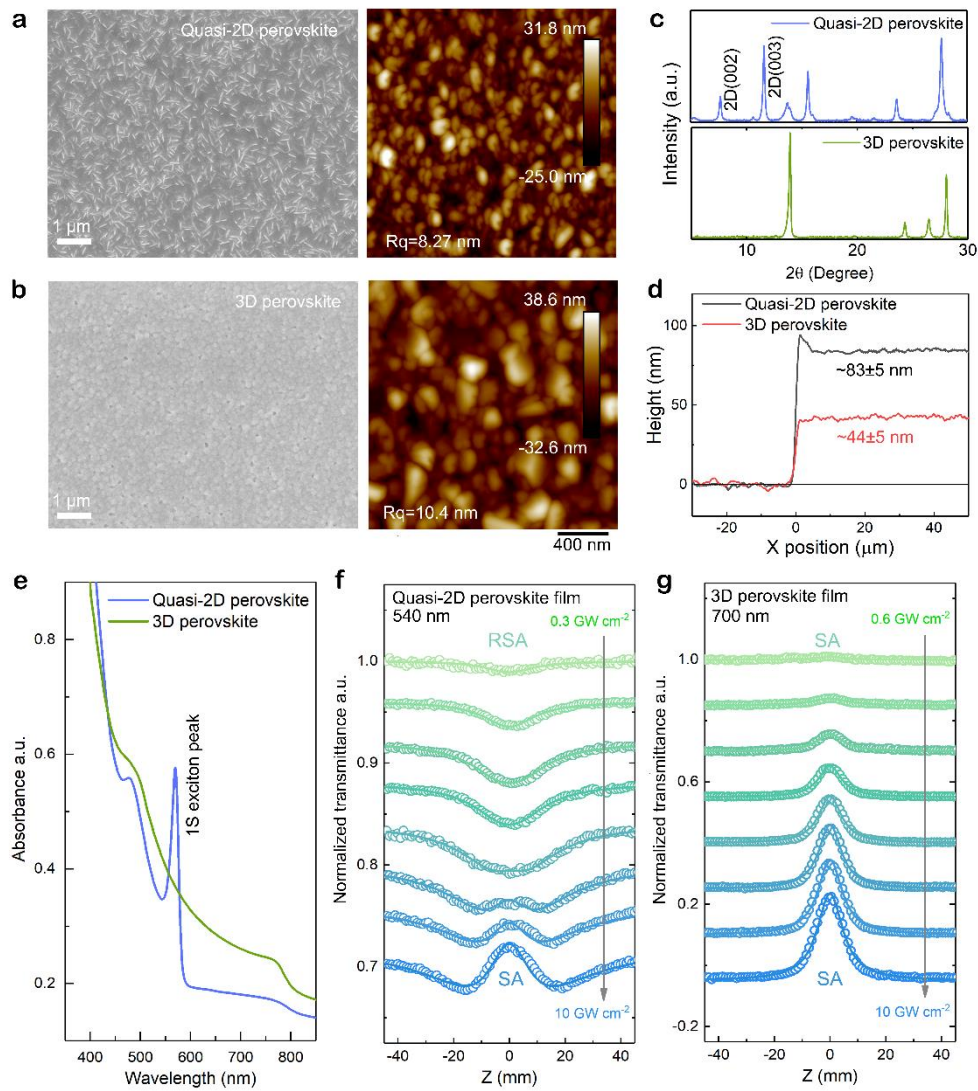 a
Quasi-2D perovskite
1 μm
31.8 nm
-25.0 nm
Rq=8.27 nm
b
3D perovskite
1 μm
38.6 nm
-32.6 nm
Rq=10.4 nm
400 nm
c
Quasi-2D perovskite
2D(002)
2D(003)
3D perovskite
Intensity (a.u.)
10 20 30
2θ (Degree)
d
Quasi-2D perovskite
3D perovskite
100
50
0
~83±5 nm
~44±5 nm
Height (nm)
-20 0 20 40
X position (μm)
e
Quasi-2D perovskite
3D perovskite
1S exciton peak
0.8
0.6
0.4
0.2
Absorbance a.u.
400 500 600 700 800
Wavelength (nm)
f
Quasi-2D perovskite film
540 nm
0.3 GW cm⁻²
RSA
1.0
0.9
0.8
0.7
SA
10 GW cm⁻²
Normalized transmittance a.u.
-40 -20 0 20 40
Z (mm)
g
3D perovskite film
700 nm
0.6 GW cm⁻²
SA
1.0
0.6
0.2
-0.2
SA
10 GW cm⁻²
Normalized transmittance a.u.
-40 -20 0 20 40
Z (mm)